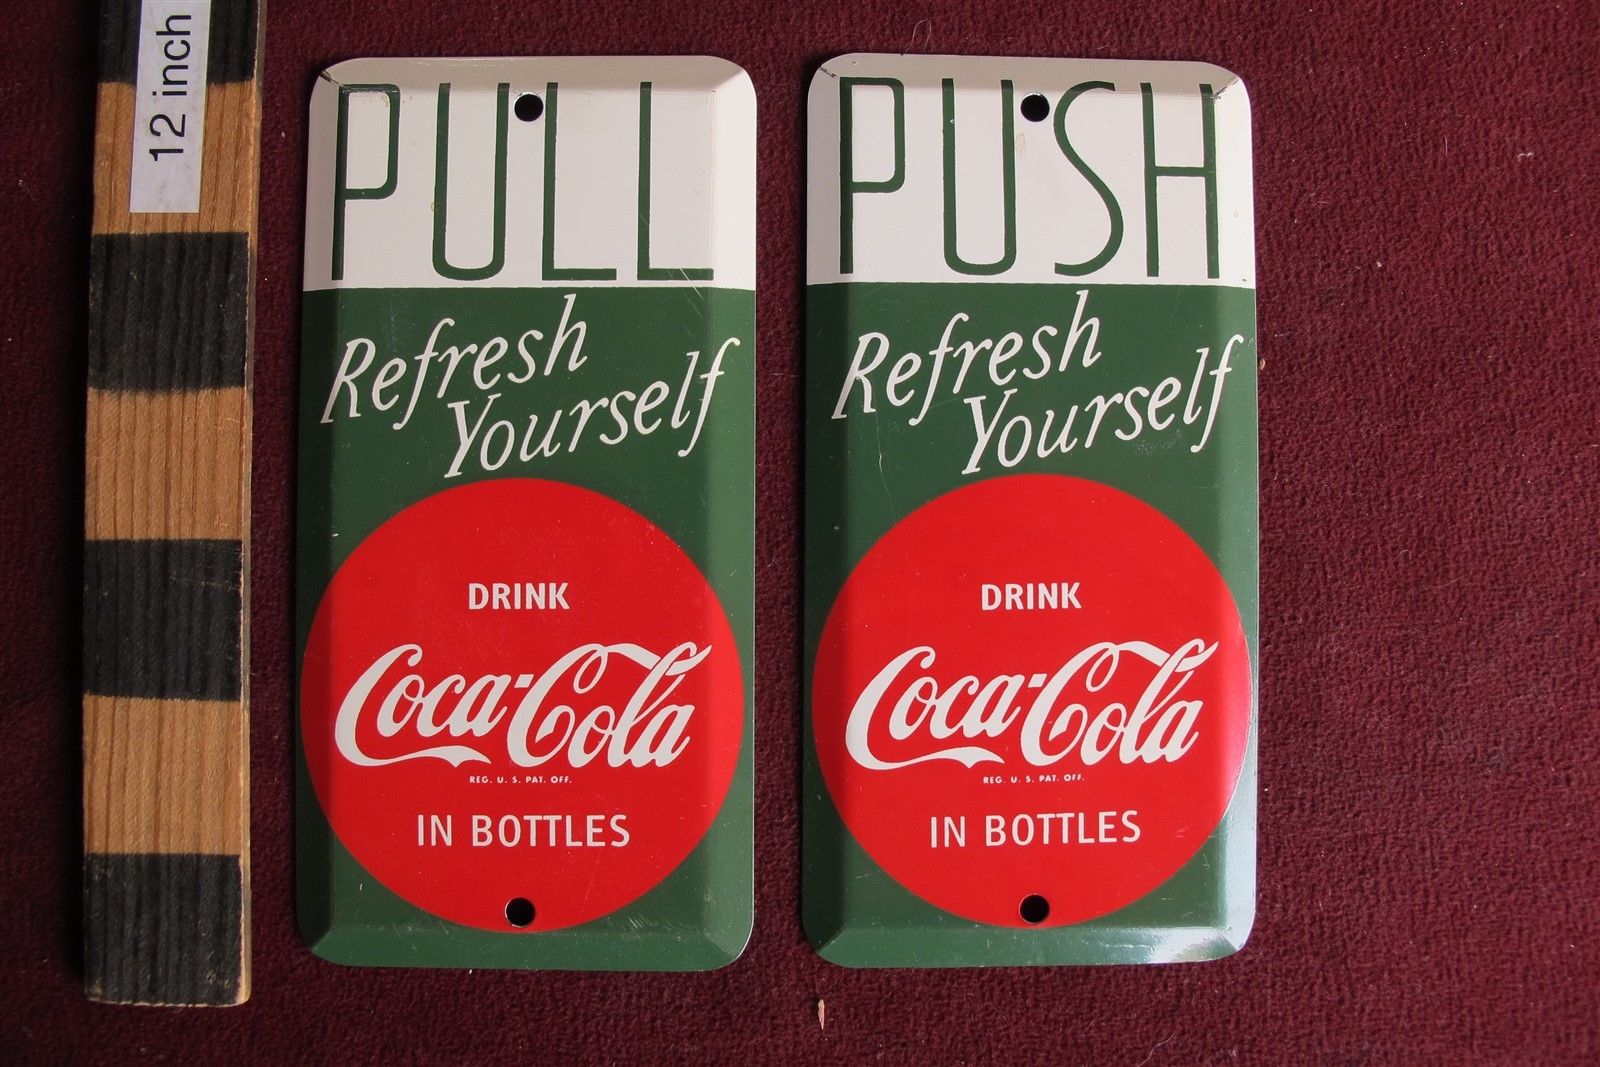 12 inch
PULL
Refresh
Yourself
DRINK
Coca-Cola
REG. U. S. PAT. OFF.
IN BOTTLES
PUSH
Refresh
Yourself
DRINK
Coca-Cola
REG. U. S. PAT. OFF.
IN BOTTLES